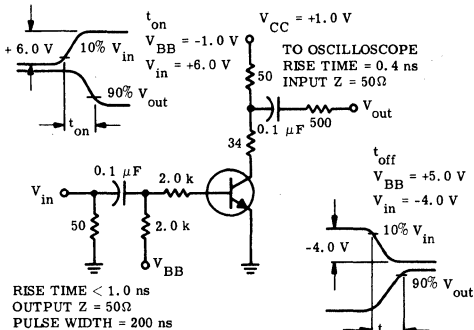 t on
V BB = -1.0 V
V in = +6.0 V
+ 6.0 V
10% V in
90% V out
t on
V CC = +1.0 V
TO OSCILLOSCOPE
RISE TIME = 0.4 ns
INPUT Z = 50Ω
50
0.1 μF
500
V out
34
t off
V BB = +5.0 V
V in = -4.0 V
V in
0.1 μF
2.0 k
50
2.0 k
V BB
-4.0 V
10% V in
90% V out
t
RISE TIME < 1.0 ns
OUTPUT Z = 50Ω
PULSE WIDTH = 200 ns